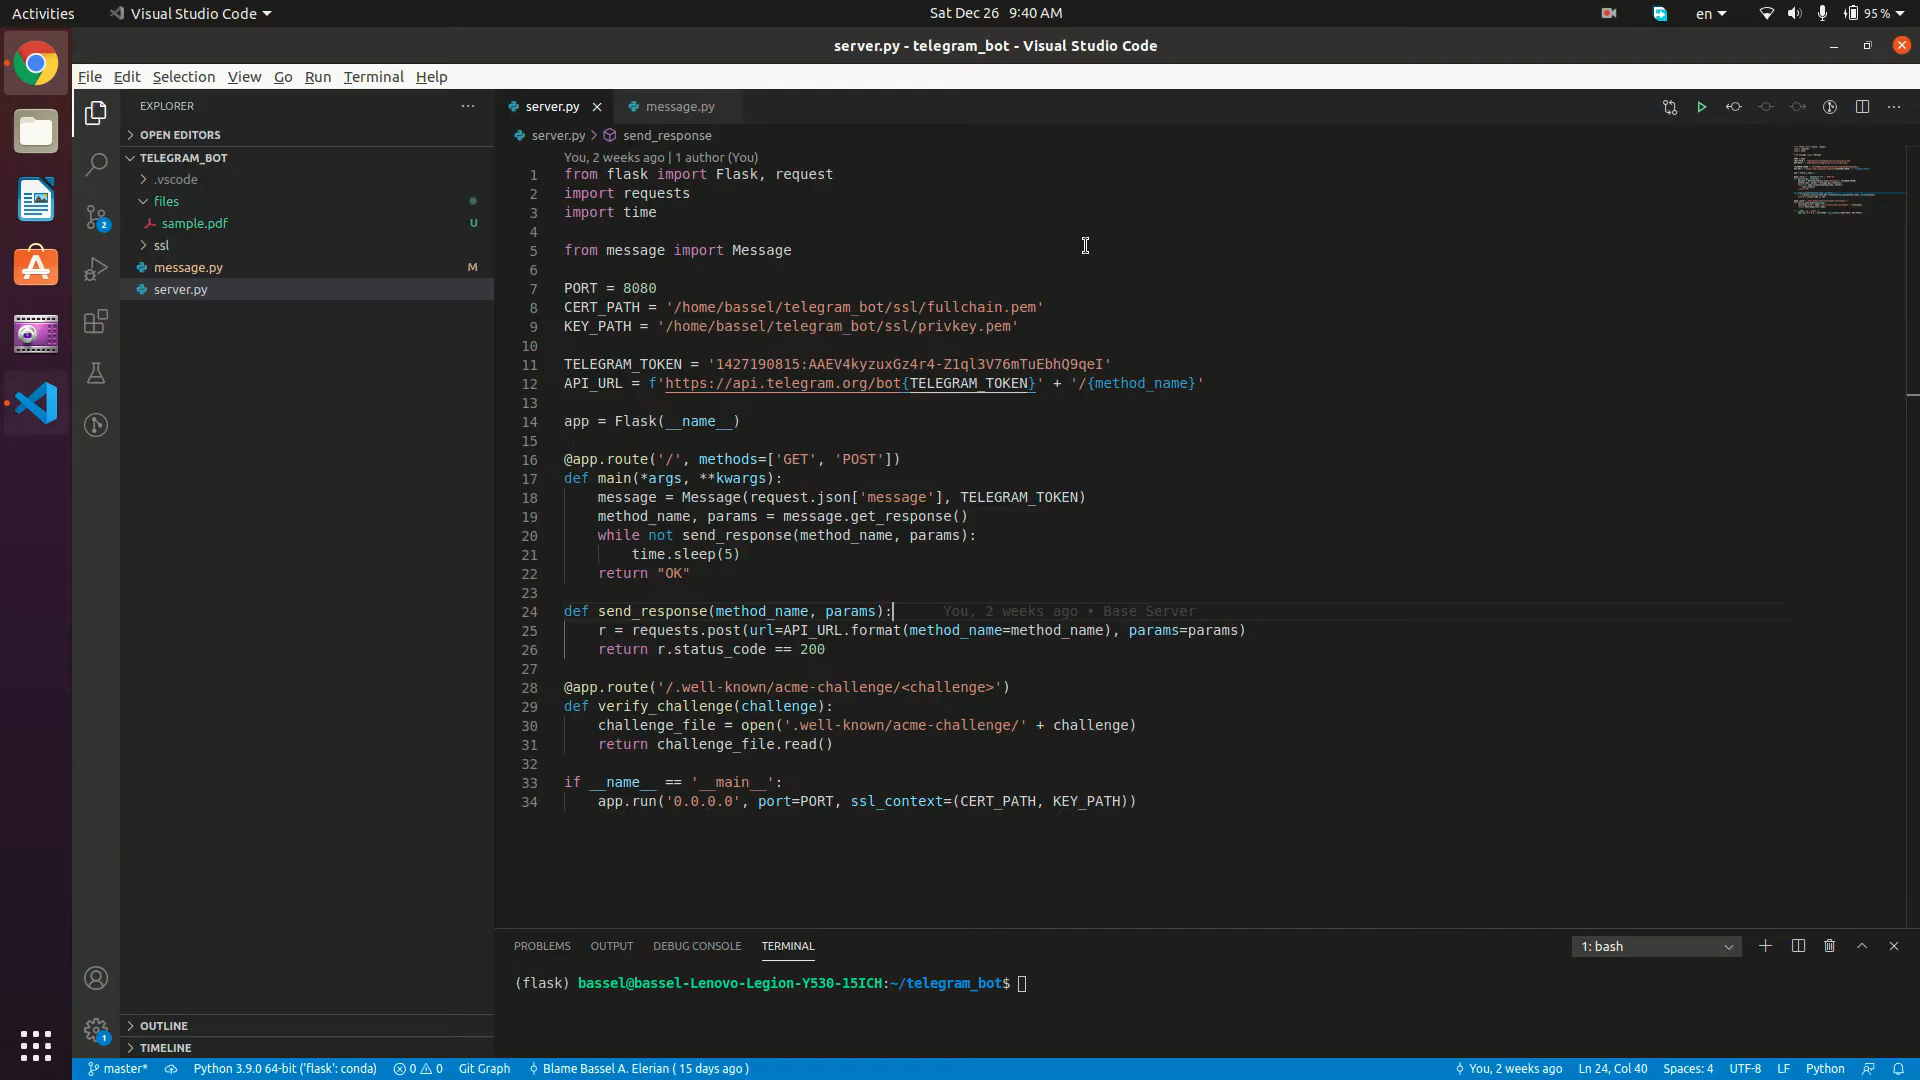 Activities
Visual Studio Code
Sat Dec 26 9:40 AM
en
95 %
server.py - telegram_bot - Visual Studio Code
File Edit Selection View Go Run Terminal Help
EXPLORER
OPEN EDITORS
TELEGRAM_BOT
.vscode
files
sample.pdf U
ssl
message.py M
server.py
OUTLINE
TIMELINE
2
1
server.py
message.py
server.py > send_response
You, 2 weeks ago | 1 author (You)
1 from flask import Flask, request
2 import requests
3 import time
4
5 from message import Message
6
7 PORT = 8080
8 CERT_PATH = '/home/bassel/telegram_bot/ssl/fullchain.pem'
9 KEY_PATH = '/home/bassel/telegram_bot/ssl/privkey.pem'
10
11 TELEGRAM_TOKEN = '1427190815:AAEV4kyzuxGz4r4-Z1ql3V76mTuEbhQ9qeI'
12 API_URL = f'https://api.telegram.org/bot{TELEGRAM_TOKEN}' + '/{method_name}'
13
14 app = Flask(__name__)
15
16 @app.route('/', methods=['GET', 'POST'])
17 def main(*args, **kwargs):
18     message = Message(request.json['message'], TELEGRAM_TOKEN)
19     method_name, params = message.get_response()
20     while not send_response(method_name, params):
21         time.sleep(5)
22     return "OK"
23
24 def send_response(method_name, params): You, 2 weeks ago • Base Server
25     r = requests.post(url=API_URL.format(method_name=method_name), params=params)
26     return r.status_code == 200
27
28 @app.route('/.well-known/acme-challenge/<challenge>')
29 def verify_challenge(challenge):
30     challenge_file = open('.well-known/acme-challenge/' + challenge)
31     return challenge_file.read()
32
33 if __name__ == '__main__':
34     app.run('0.0.0.0', port=PORT, ssl_context=(CERT_PATH, KEY_PATH))
PROBLEMS OUTPUT DEBUG CONSOLE TERMINAL
1: bash
(flask) bassel@bassel-Lenovo-Legion-Y530-15ICH:~/telegram_bot$
master* Python 3.9.0 64-bit ('flask': conda) 0 0 Git Graph Blame Bassel A. Elerian ( 15 days ago ) You, 2 weeks ago Ln 24, Col 40 Spaces: 4 UTF-8 LF Python